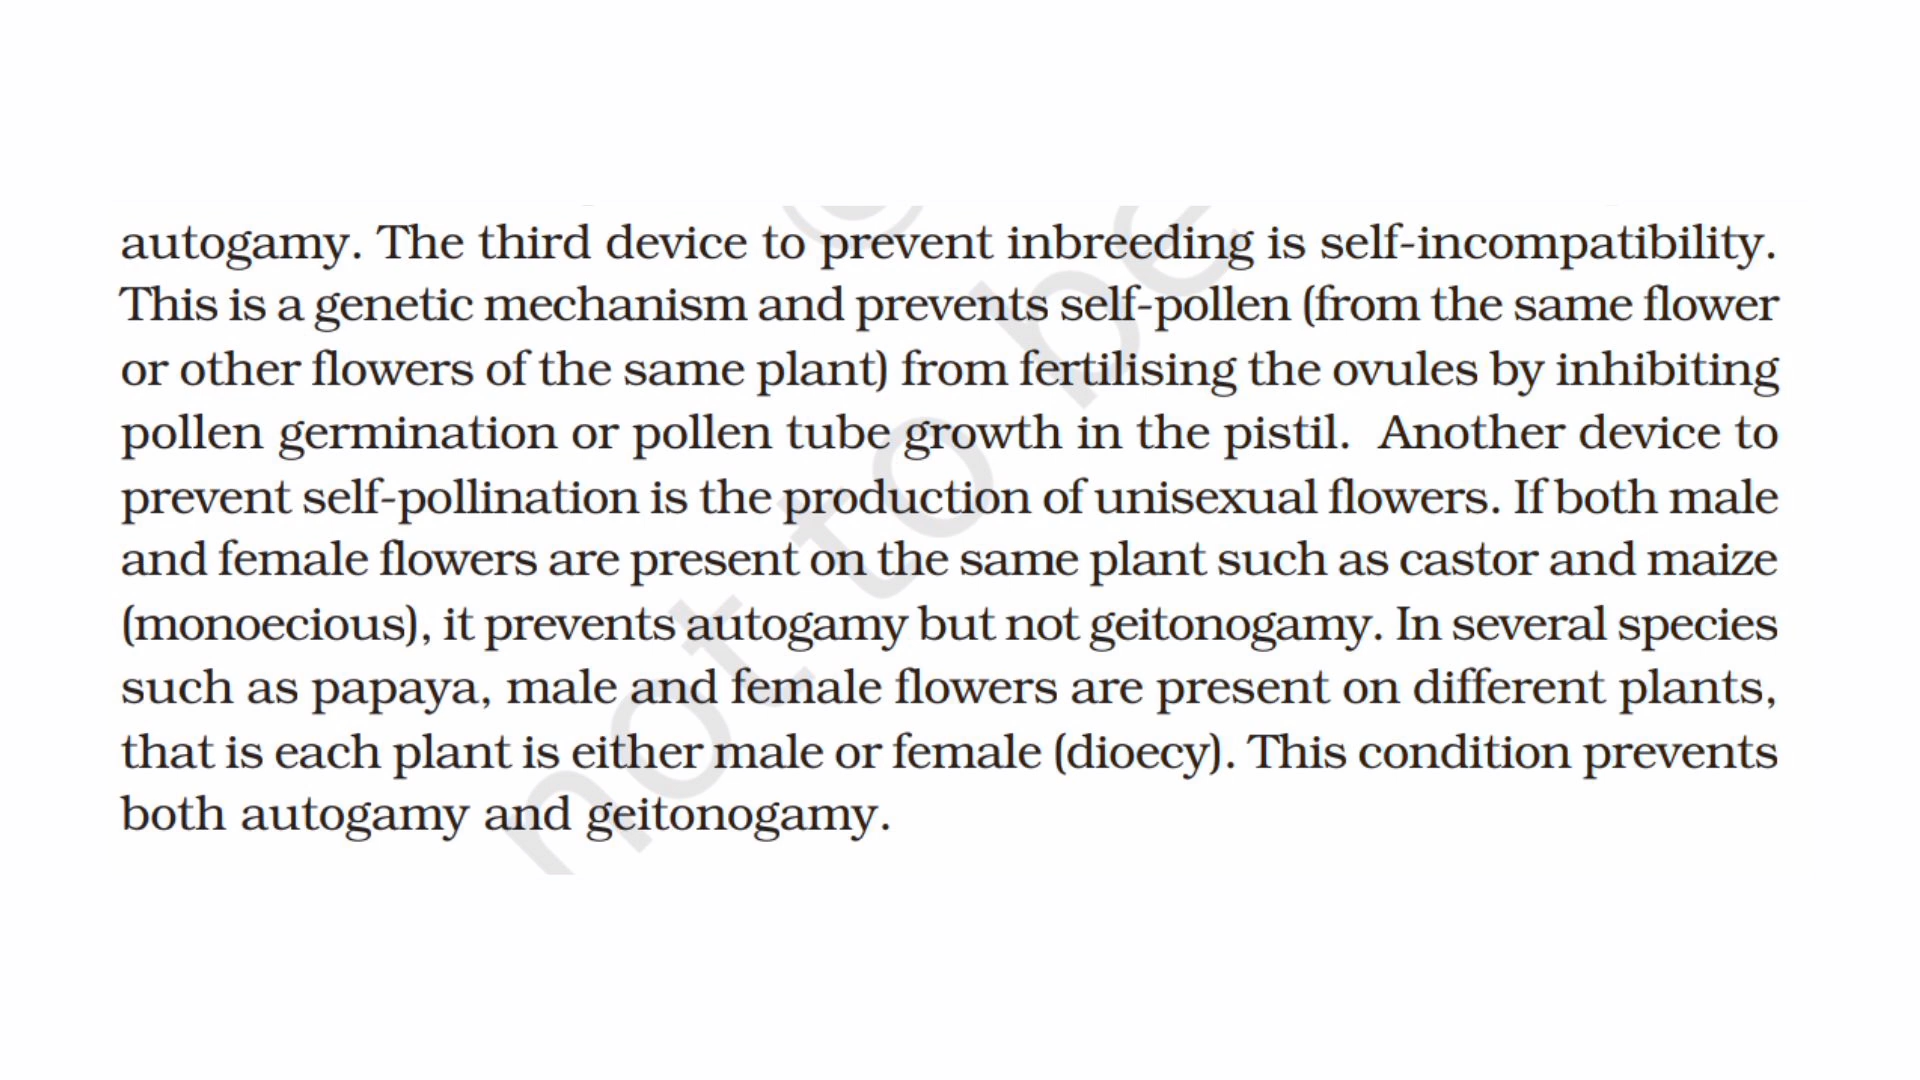 autogamy. The third device to prevent inbreeding is self-incompatibility.
This is a genetic mechanism and prevents self-pollen (from the same flower
or other flowers of the same plant) from fertilising the ovules by inhibiting
pollen germination or pollen tube growth in the pistil. Another device to
prevent self-pollination is the production of unisexual flowers. If both male
and female flowers are present on the same plant such as castor and maize
(monoecious), it prevents autogamy but not geitonogamy. In several species
such as papaya, male and female flowers are present on different plants,
that is each plant is either male or female (dioecy). This condition prevents
both autogamy and geitonogamy.
not to be